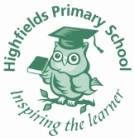 Highfields Primary School
Inspiring the learner